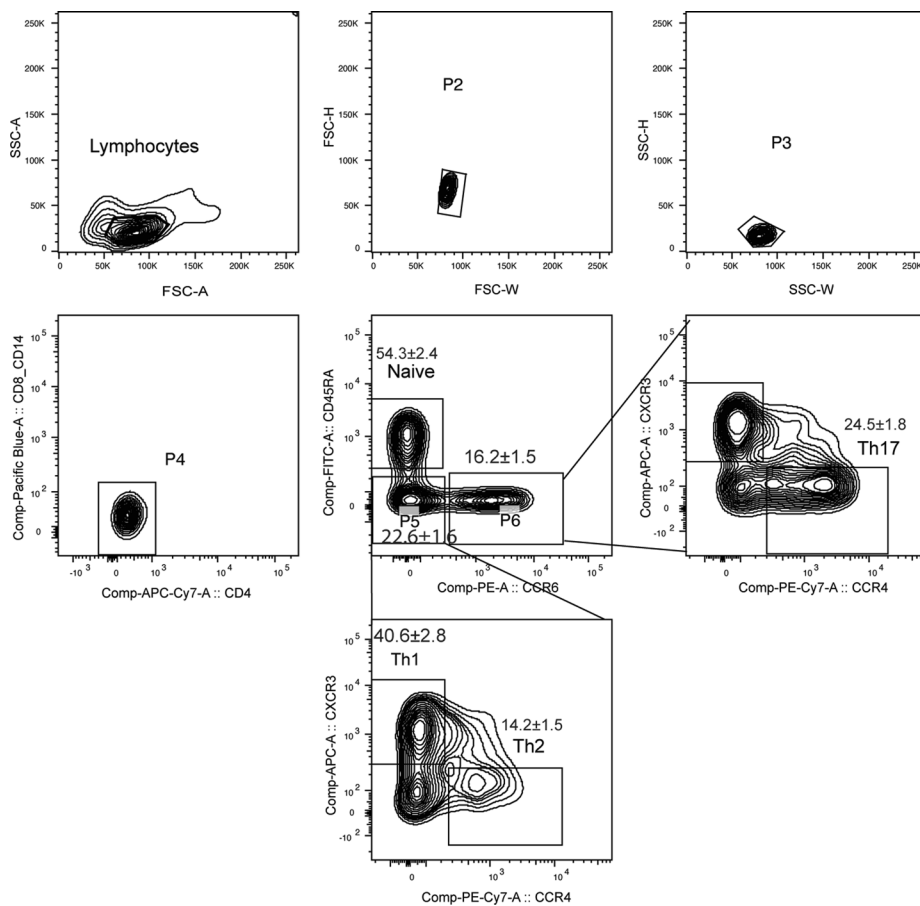 250K
200K
150K
100K
50K
0
SSC-A
Lymphocytes
0 50K 100K 150K 200K 250K
FSC-A
250K
200K
150K
100K
50K
0
FSC-H
P2
0 50K 100K 150K 200K 250K
FSC-W
250K
200K
150K
100K
50K
0
SSC-H
P3
0 50K 100K 150K 200K 250K
SSC-W
10 5
10 4
10 3
10 2
0
Comp-Pacific Blue-A :: CD8_CD14
P4
-10 3 0 10 3 10 4 10 5
Comp-APC-Cy7-A :: CD4
10 5
10 4
10 3
10 2
0
Comp-FITC-A:: CD45RA
54.3±2.4
Naive
16.2±1.5
P5
P6
22.6±1.6
0 10 3 10 4 10 5
Comp-PE-A :: CCR6
10 5
10 4
10 3
10 2
0
-10 2
Comp-APC-A :: CXCR3
24.5±1.8
Th17
0 10 3 10 4
Comp-PE-Cy7-A :: CCR4
10 5
10 4
10 3
10 2
0
-10 2
Comp-APC-A :: CXCR3
40.6±2.8
Th1
14.2±1.5
Th2
0 10 3 10 4
Comp-PE-Cy7-A :: CCR4